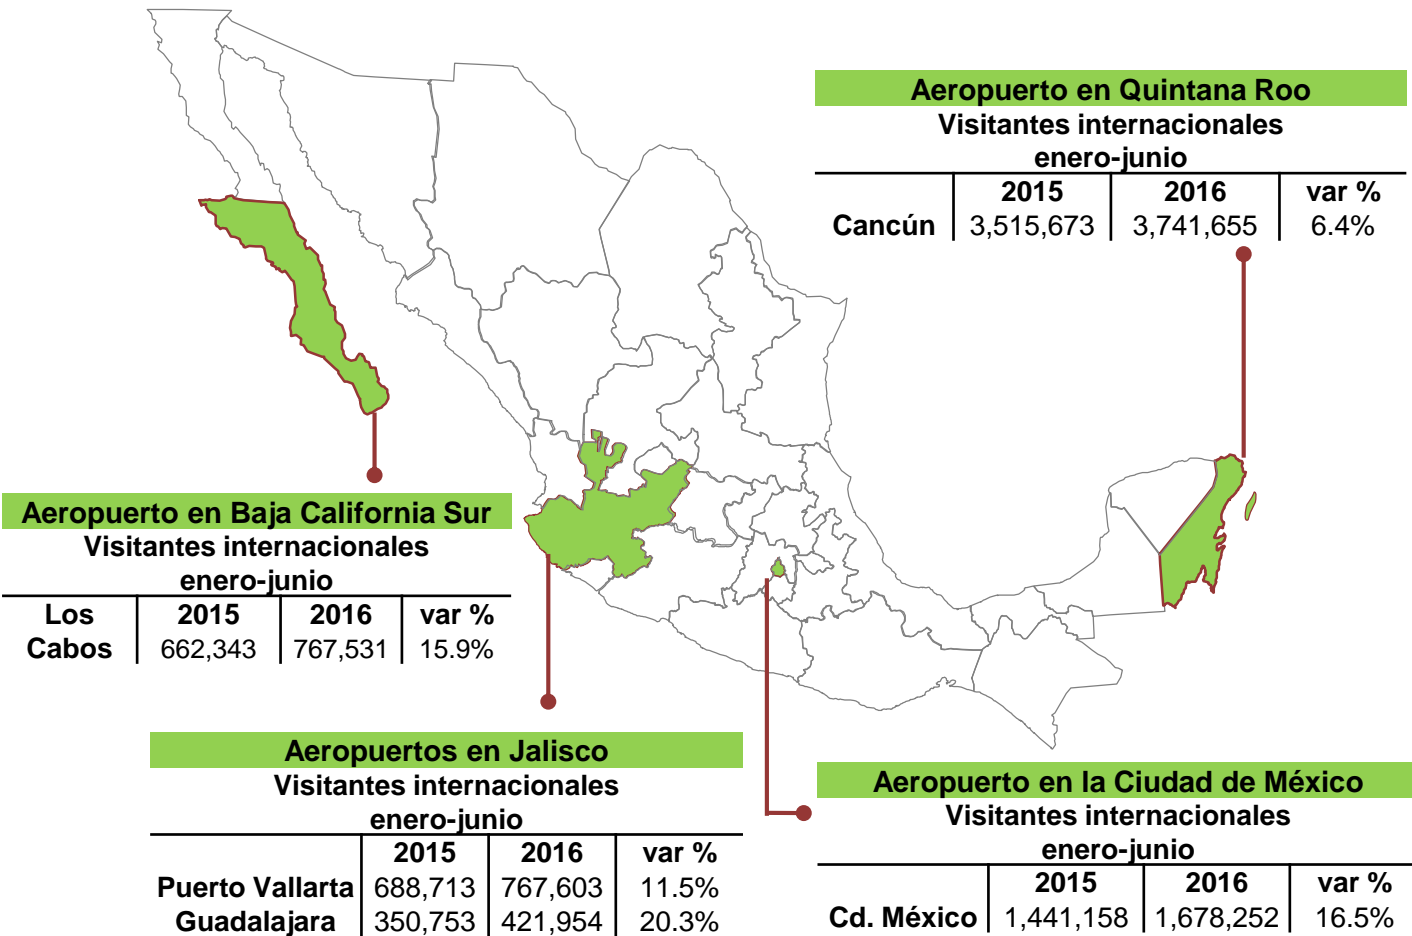 Aeropuerto en Quintana Roo
Visitantes internacionales
enero-junio
2015 2016 var %
Cancún 3,515,673 3,741,655 6.4%
Aeropuerto en Baja California Sur
Visitantes internacionales
enero-junio
Los 2015 2016 var %
Cabos 662,343 767,531 15.9%
Aeropuertos en Jalisco
Visitantes internacionales
enero-junio
2015 2016 var %
Puerto Vallarta 688,713 767,603 11.5%
Guadalajara 350,753 421,954 20.3%
Aeropuerto en la Ciudad de México
Visitantes internacionales
enero-junio
2015 2016 var %
Cd. México 1,441,158 1,678,252 16.5%